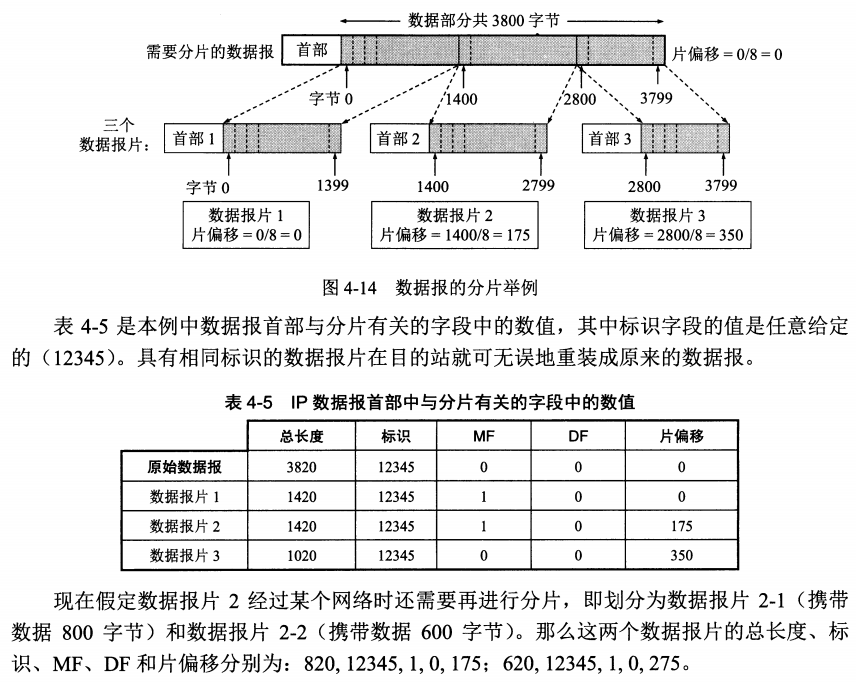 数据部分共 3800 字节
需要分片的数据报 首部 片偏移 = 0/8 = 0
字节 0 1400 2800 3799
三个
数据报片： 首部 1 首部 2 首部 3
字节 0 1399 1400 2799 2800 3799
数据报片 1 数据报片 2 数据报片 3
片偏移 = 0/8 = 0 片偏移 = 1400/8 = 175 片偏移 = 2800/8 = 350
图 4-14 数据报的分片举例
表 4-5 是本例中数据报首部与分片有关的字段中的数值，其中标识字段的值是任意给定
的（12345）。具有相同标识的数据报片在目的站就可无误地重装成原来的数据报。
表 4-5 IP 数据报首部中与分片有关的字段中的数值
总长度 标识 MF DF 片偏移
原始数据报 3820 12345 0 0 0
数据报片 1 1420 12345 1 0 0
数据报片 2 1420 12345 1 0 175
数据报片 3 1020 12345 0 0 350
现在假定数据报片 2 经过某个网络时还需要再进行分片，即划分为数据报片 2-1（携带
数据 800 字节）和数据报片 2-2（携带数据 600 字节）。那么这两个数据报片的总长度、标
识、MF、DF 和片偏移分别为：820, 12345, 1, 0, 175；620, 12345, 1, 0, 275。